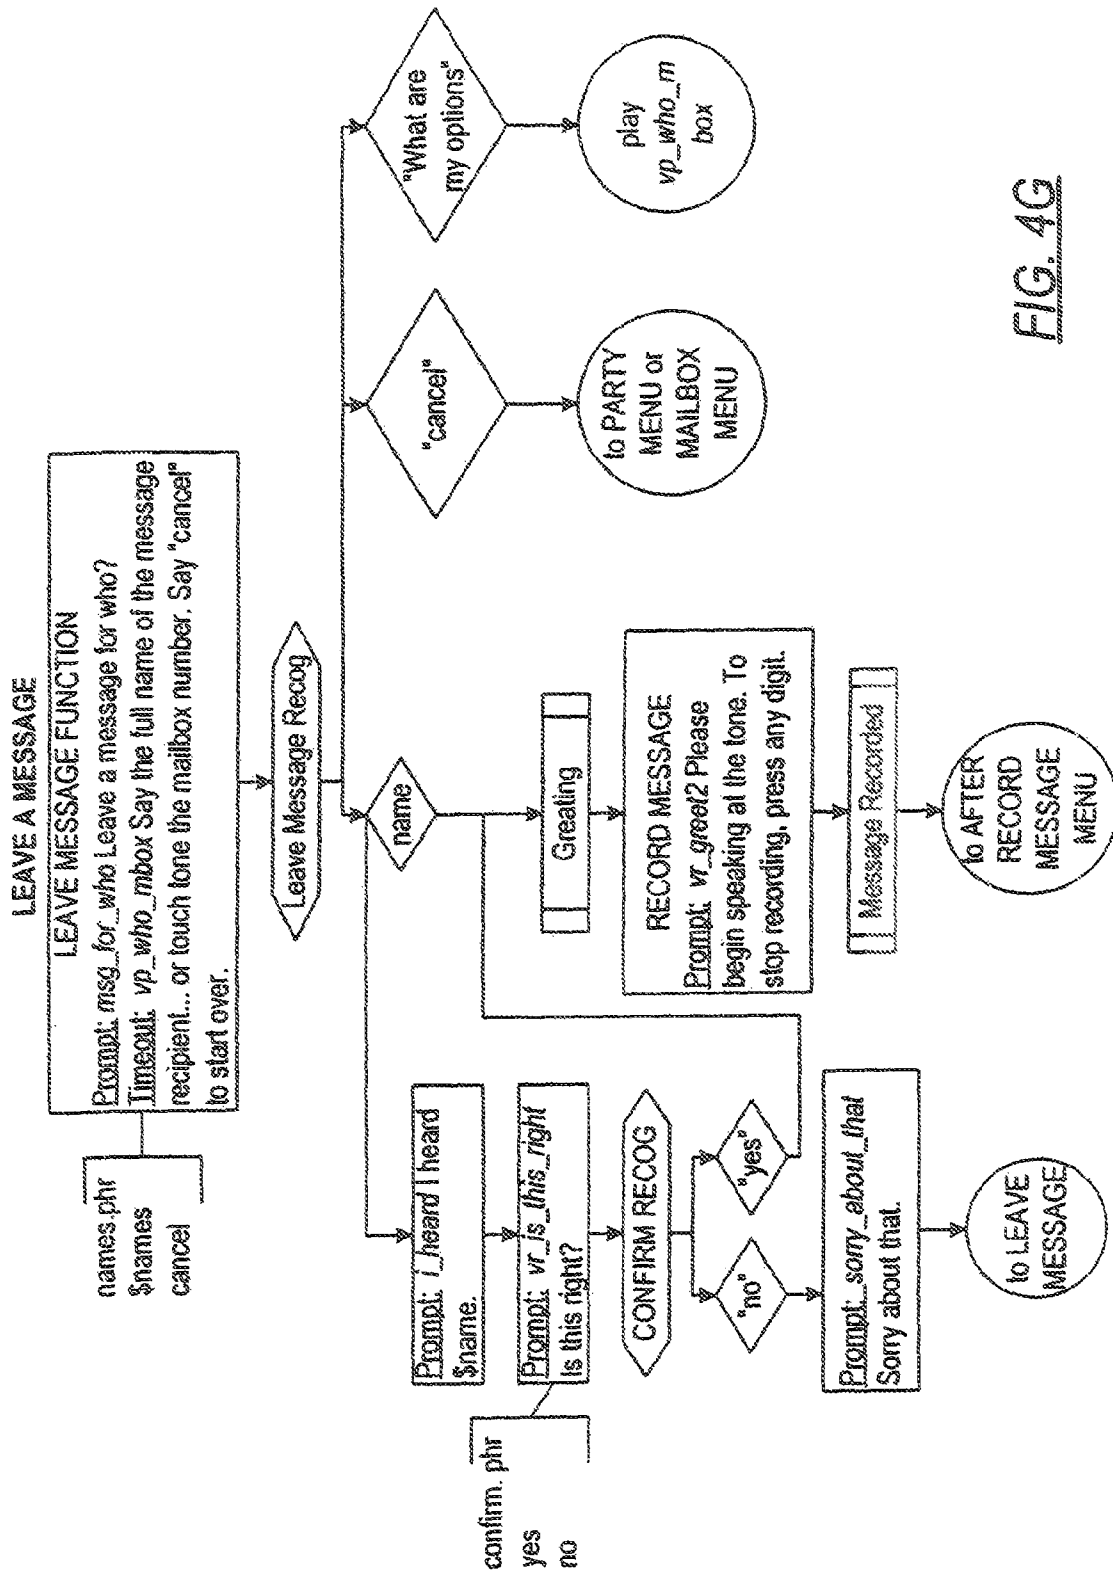 LEAVE A MESSAGE
LEAVE MESSAGE FUNCTION
Prompt: msg_for_who Leave a message for who?
Timeout: vp_who_mbox Say the full name of the message
recipient... or touch tone the mailbox number. Say "cancel"
to start over.
names.phr
$names
cancel
Leave Message Recog
name
"cancel"
"What are
my options"
Prompt: i_heard I heard
$name.
Prompt: vr_is_this_right
Is this right?
confirm. phr
yes
no
CONFIRM RECOG
"no"
"yes"
Prompt: sorry_about_that
Sorry about that.
to LEAVE
MESSAGE
Greating
RECORD MESSAGE
Prompt: vr_greet2 Please
begin speaking at the tone. To
stop recording, press any digit.
Message Recorded
to AFTER
RECORD
MESSAGE
MENU
to PARTY
MENU or
MAILBOX
MENU
play
vp_who_m
box
FIG. 4G